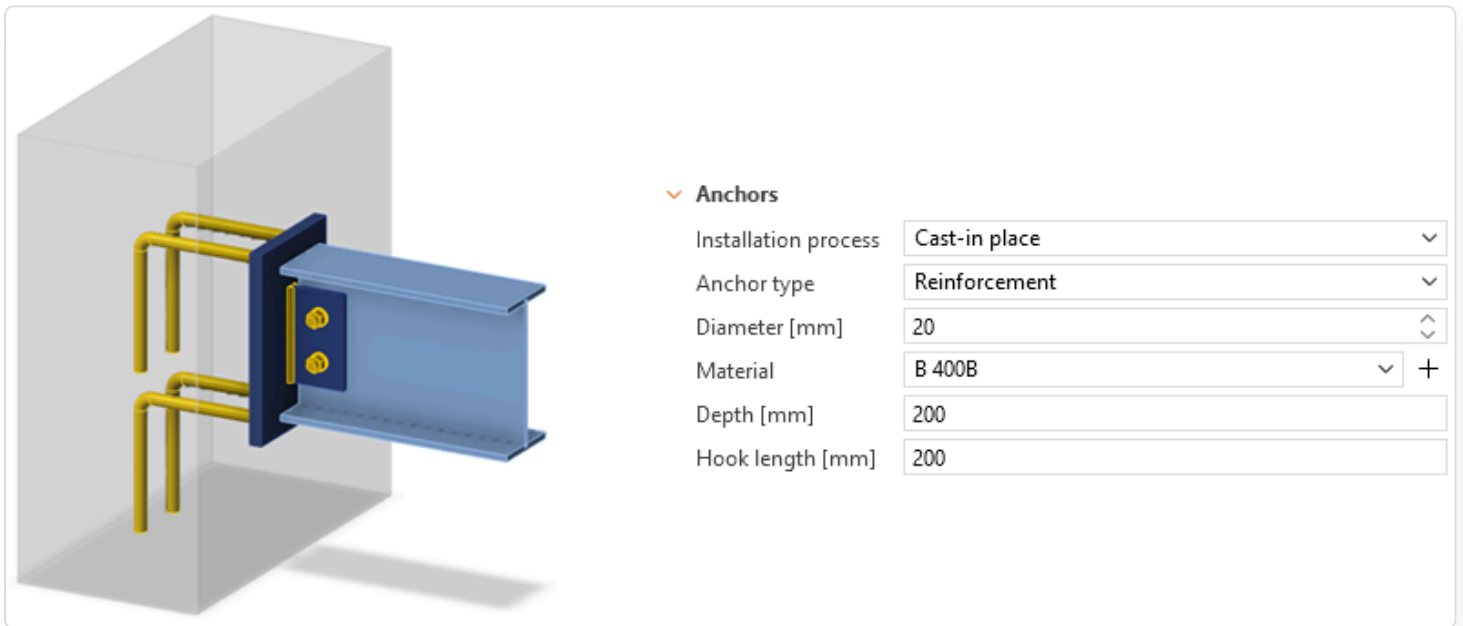 Anchors
Installation process Cast-in place
Anchor type Reinforcement
Diameter [mm] 20
Material B 400B +
Depth [mm] 200
Hook length [mm] 200